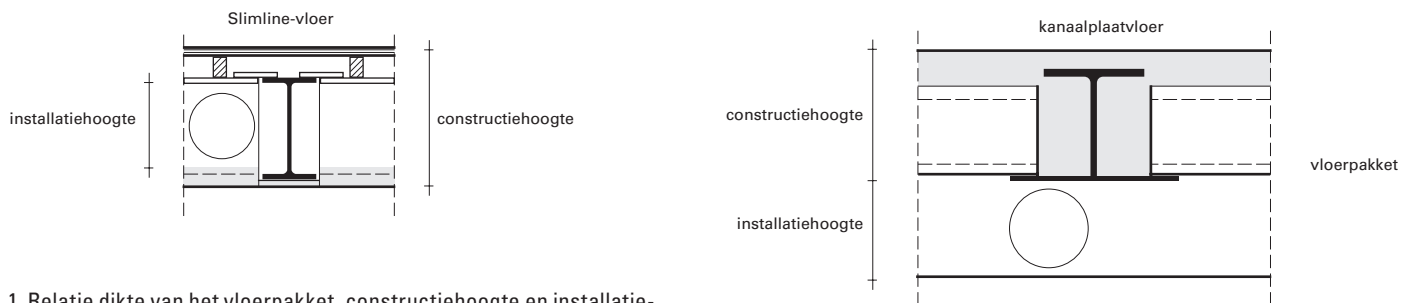 Slimline-vloer
installatiehoogte
constructiehoogte
kanaalplaatvloer
constructiehoogte
installatiehoogte
vloerpakket
1. Relatie dikte van het vloerpakket, constructiehoogte en installatie-